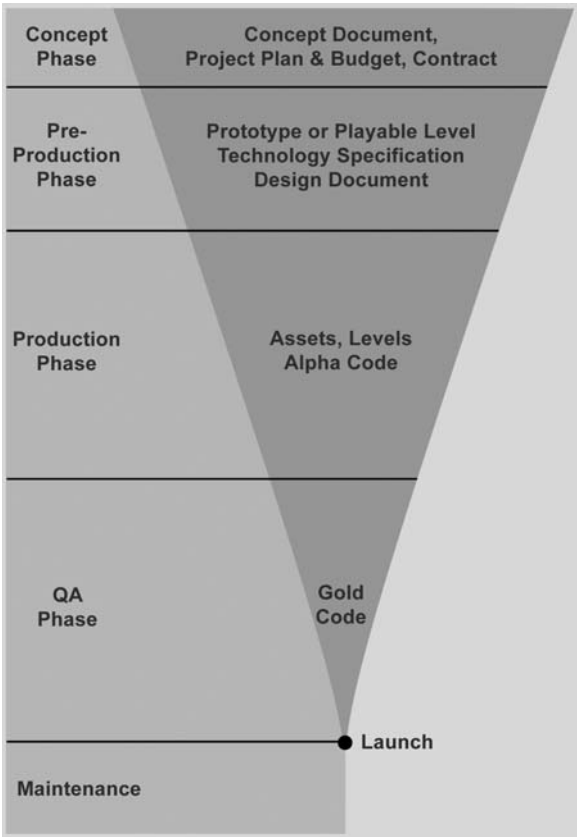 Concept
Phase
Concept Document,
Project Plan & Budget, Contract
Pre-
Production
Phase
Prototype or Playable Level
Technology Specification
Design Document
Production
Phase
Assets, Levels
Alpha Code
QA
Phase
Gold
Code
Launch
Maintenance